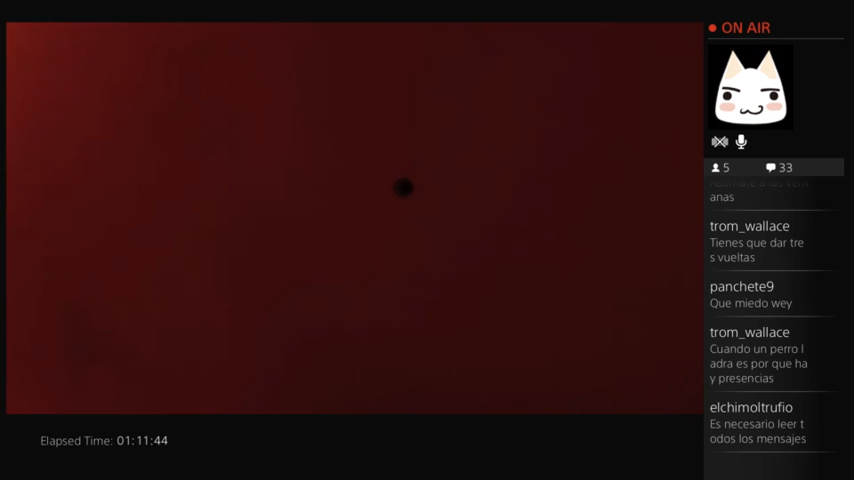 ON AIR
5 33
anas
trom_wallace
Tienes que dar tre
s vueltas
panchete9
Que miedo wey
trom_wallace
Cuando un perro l
adra es por que ha
y presencias
elchimoltrufio
Es necesario leer t
odos los mensajes
Elapsed Time: 01:11:44